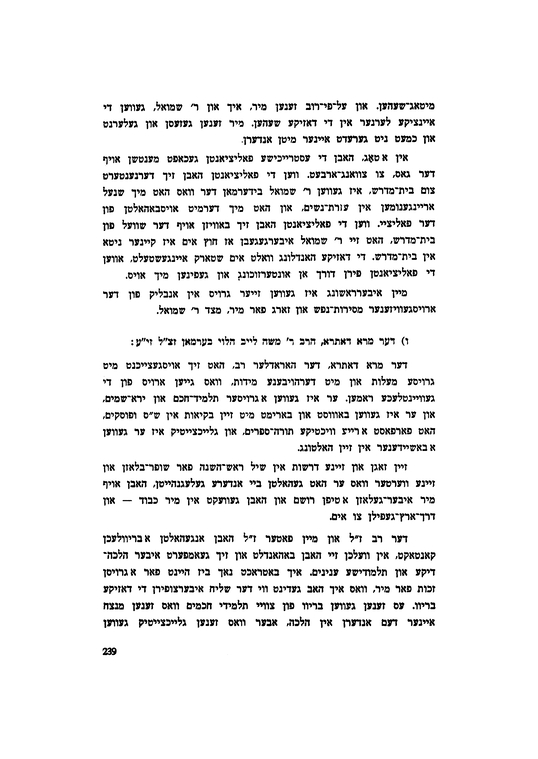 מיטאג־שעהען. און על־פי־רוב זענען מיר, איך און ר׳ שמואל, געווען די
איינציקע לערנער אין די דאזיקע שעהען. מיר זענען געזעסן און געלערנט
און כמעט ניט גערעדט איינער מיטן אנדערן.
אין א טאָג, האבן די עסטרייכישע פאליציאנטן געכאפט מענטשן אויף
דער גאס, צו צוואנג־ארבעט. ווען די פאליציאנטן האבן זיך דערנענטערט
צום בית־מדרש, איז געווען ר׳ שמואל בידערמאן דער וואס האט מיך שנעל
אריינגענומען אין עזרת־נשים, און האט מיך דערמיט אויסבאהאלטן פון
דער פאליציי. ווען די פאליציאנטן האבן זיך באוויזן אויף דער שוועל פון
בית־מדרש, האט זיי ר׳ שמואל איבערגעגעבן אז חוץ אים איז קיינער ניטא
אין בית־מדרש. די דאזיקע האנדלונג וואלט אים שטארק איינגעשטעלט, אווען
די פאליציאנטן פירן דורך אן אונטערזוכונג און געפינען מיך אויס.
מיין איבערראשונג איז געווען זייער גרויס אין אנבליק פון דער
ארויסגעוויזענער מסירות־נפש און זארג פאר מיר, מצד ר׳ שמואל.
ו) דער מרא דאתרא, הרב ר׳ משה לייב הלוי בערמאן זצ״ל זי״ע:
דער מרא דאתרא, דער האראדלער רב, האט זיך אויסגעצייכנט מיט
גרויסע מעלות און מיט דערהויבענע מידות, וואס גייען ארויס פון די
געוויינטלעכע ראמען. ער איז געווען א גרויסער תלמיד־חכם און ירא־שמים,
און ער איז געווען באוווסט און בארימט מיט זיין בקיאות אין ש״ס ופוסקים,
האט פארפאסט א רייע וויכטיקע תורה־ספרים, און גלייכצייטיק איז ער געווען
א באשיידענער אין זיין האלטונג.
זיין זאגן און זיינע דרשות אין שיל ראש־השנה פאר שופר־בלאזן און
זיינע ווערטער וואס ער האט געהאלטן ביי אנדערע געלעגנהייטן, האבן אויף
מיר איבער־געלאזן א טיפן רושם און האבן געוועקט אין מיר כבוד — און
דרך־ארץ־געפילן צו אים.
דער רב ז״ל און מיין פאטער ז״ל האבן אנגעהאלטן א בריוולעכן
קאנטאקט, אין וועלכן זיי האבן באהאנדלט און זיך געאמפערט איבער הלכה־
דיקע און תלמודישע ענינים. איך באטראכט נאך ביז היינט פאר א גרויסן
זכות פאר מיר, וואס איך האב געדינט ווי דער שליח איבערצופירן די דאזיקע
בריוו. עס זענען געווען בריוו פון צוויי תלמידי חכמים וואס זענען מנצח
איינער דעם אנדערן אין הלכה, אבער וואס זענען גלייכצייטיק געווען
239